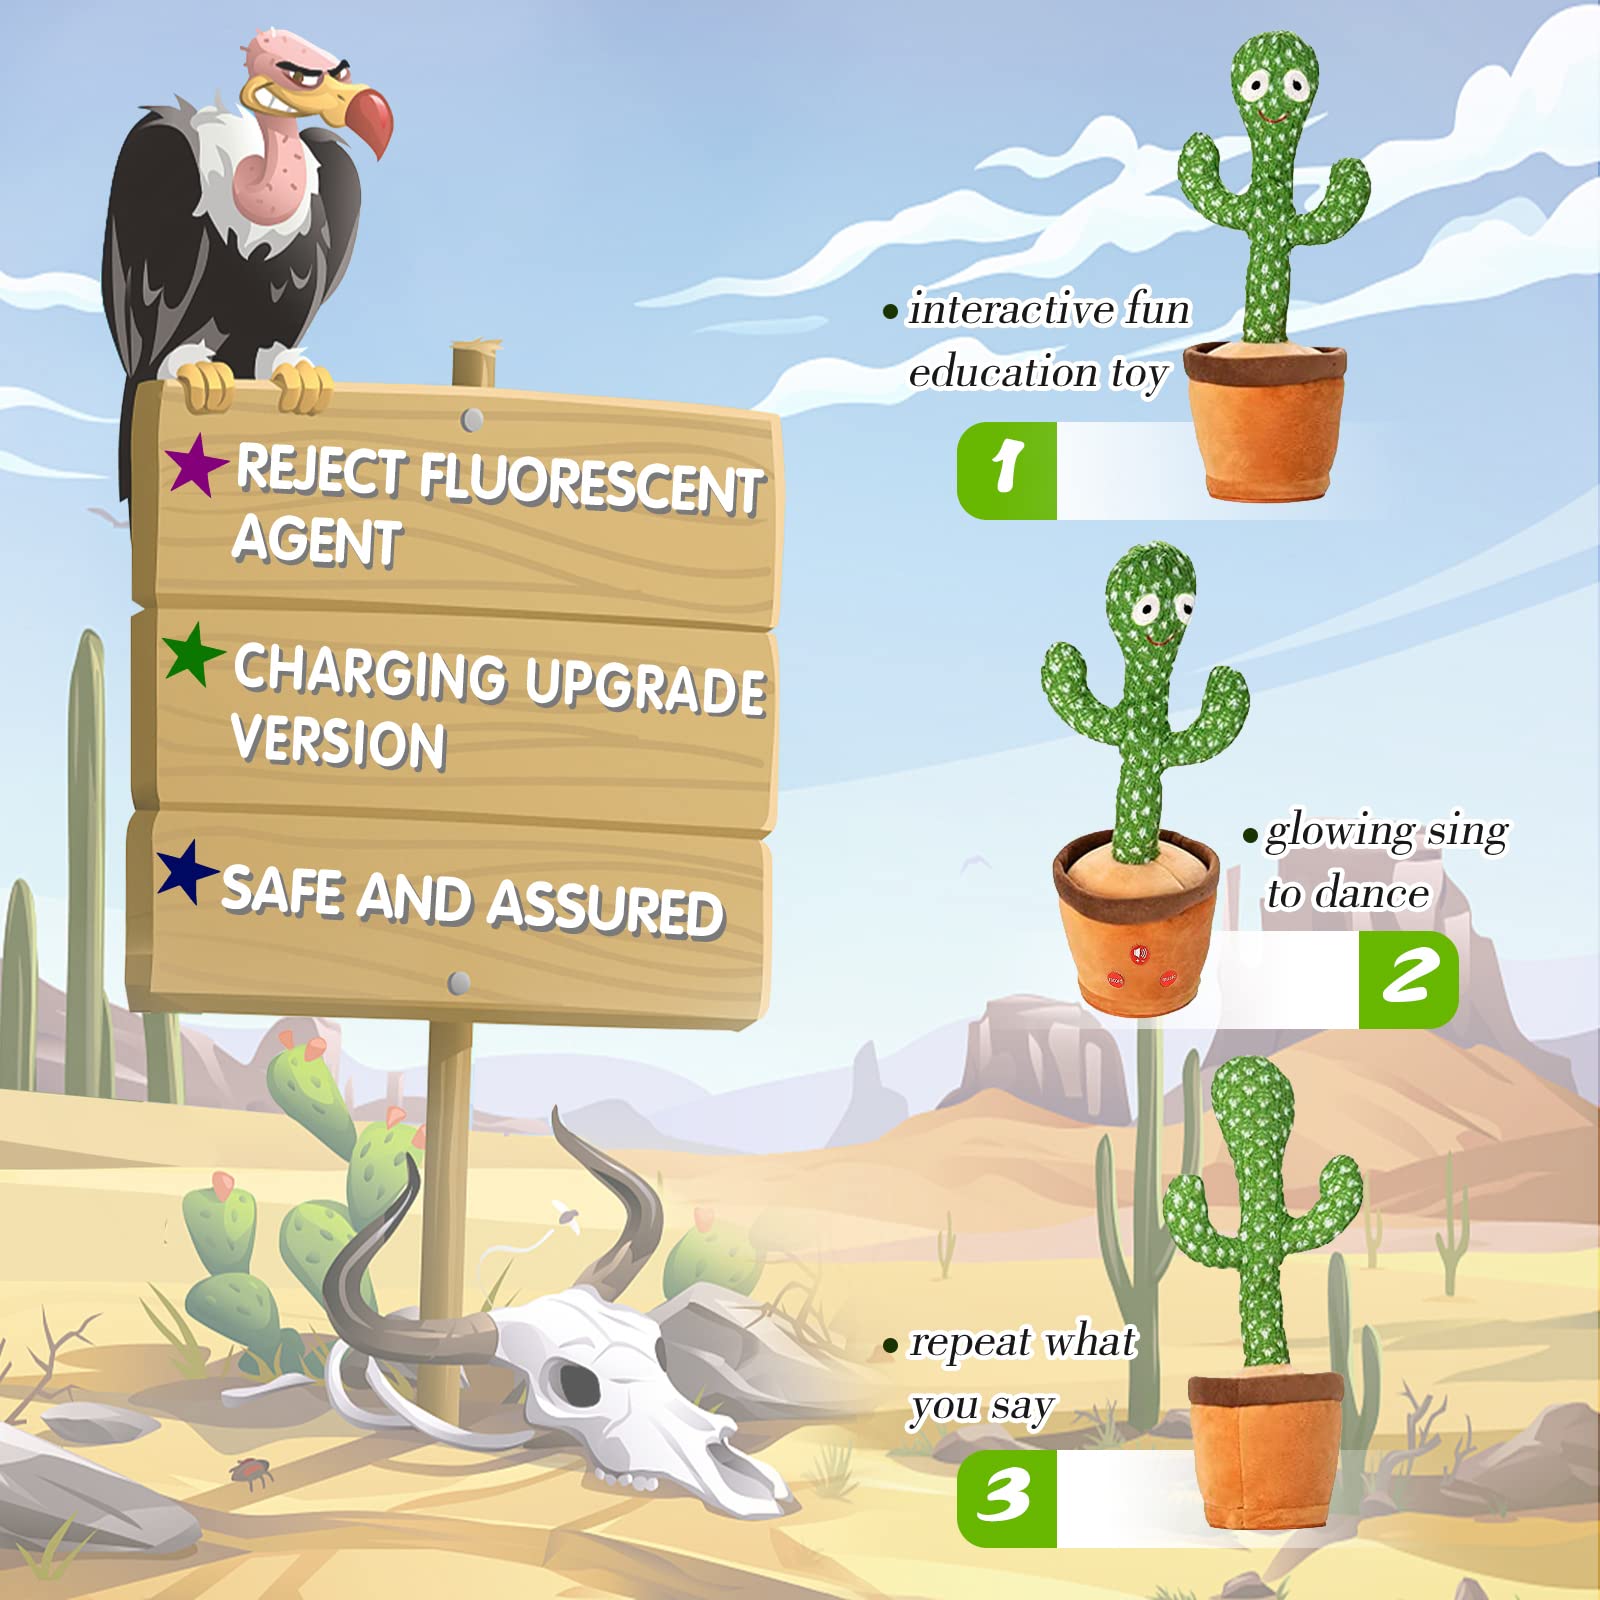 REJECT FLUORESCENT
AGENT
CHARGING UPGRADE
VERSION
SAFE AND ASSURED
• interactive fun
education toy
1
• glowing sing
to dance
2
• repeat what
you say
3